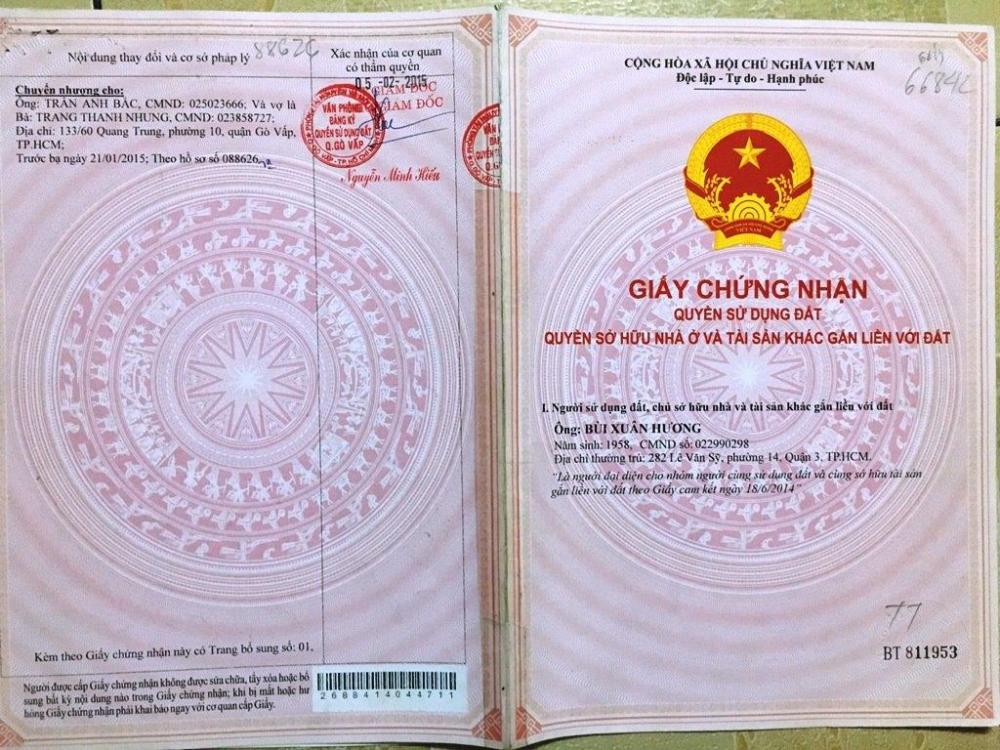 Nội dung thay đổi và cơ sở pháp lý
88626
Xác nhận của cơ quan
có thẩm quyền
Chuyển nhượng cho:
Ông: TRẦN ANH BẮC, CMND: 025023666; Và vợ là
Bà: TRANG THANH NHUNG, CMND: 023858727;
Địa chỉ: 133/60 Quang Trung, phường 10, quận Gò Vấp,
TP.HCM;
Trước bạ ngày 21/01/2015; Theo hồ sơ số 088626
05-02-2015
GIÁM ĐỐC
GIÁM ĐỐC
VĂN PHÒNG
ĐĂNG KÝ
QUYỀN SỬ DỤNG ĐẤT
Q.GÒ VẤP
Nguyễn Minh Hiếu
Kèm theo Giấy chứng nhận này có Trang bổ sung số: 01.
Người được cấp Giấy chứng nhận không được sửa chữa, tẩy xóa hoặc bổ
sung bất kỳ nội dung nào trong Giấy chứng nhận; khi bị mất hoặc hư
hỏng Giấy chứng nhận phải khai báo ngay với cơ quan cấp Giấy.
2688414044711
CỘNG HÒA XÃ HỘI CHỦ NGHĨA VIỆT NAM
Độc lập - Tự do - Hạnh phúc
66842
VIỆT NAM
GIẤY CHỨNG NHẬN
QUYỀN SỬ DỤNG ĐẤT
QUYỀN SỞ HỮU NHÀ Ở VÀ TÀI SẢN KHÁC GẮN LIỀN VỚI ĐẤT
I. Người sử dụng đất, chủ sở hữu nhà và tài sản khác gắn liền với đất
Ông: BÙI XUÂN HƯƠNG
Năm sinh: 1958, CMND số: 022990298
Địa chỉ thường trú: 282 Lê Văn Sỹ, phường 14, Quận 3, TP.HCM.
"Là người đại diện cho nhóm người cùng sử dụng đất và cùng sở hữu tài sản
gắn liền với đất theo Giấy cam kết ngày 18/6/2014"
77
BT 811953